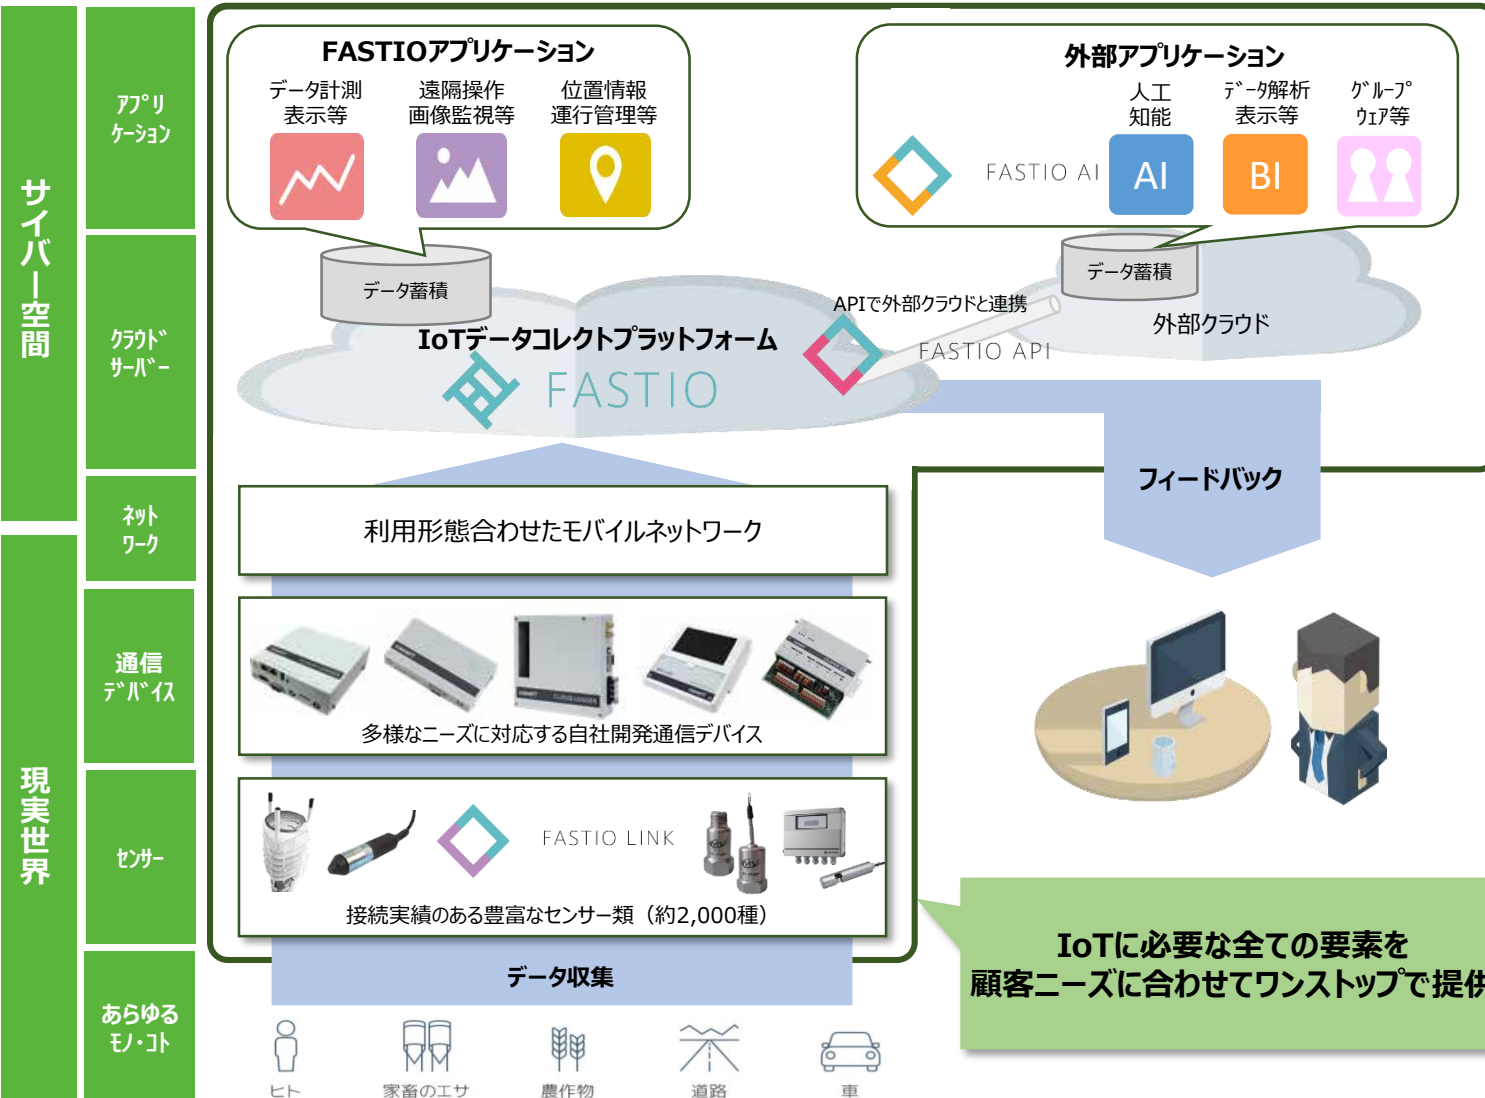 サイバー空間
現実世界
ｱﾌﾟﾘ
ｹｰｼｮﾝ
ｸﾗｳﾄﾞ
ｻｰﾊﾞｰ
ﾈｯﾄ
ﾜｰｸ
通信
ﾃﾞﾊﾞｲｽ
ｾﾝｻｰ
あらゆる
ﾓﾉ・ｺﾄ
FASTIOアプリケーション
データ計測
表示等
遠隔操作
画像監視等
位置情報
運行管理等
外部アプリケーション
人工
知能
ﾃﾞｰﾀ解析
表示等
ｸﾞﾙｰﾌﾟ
ｳｪｱ等
FASTIO AI
AI
BI
データ蓄積
データ蓄積
APIで外部クラウドと連携
外部クラウド
IoTデータコレクトプラットフォーム
FASTIO
FASTIO API
フィードバック
利用形態合わせたモバイルネットワーク
多様なニーズに対応する自社開発通信デバイス
FASTIO LINK
接続実績のある豊富なセンサー類（約2,000種）
データ収集
IoTに必要な全ての要素を
顧客ニーズに合わせてワンストップで提供
ヒト
家畜のエサ
農作物
道路
車